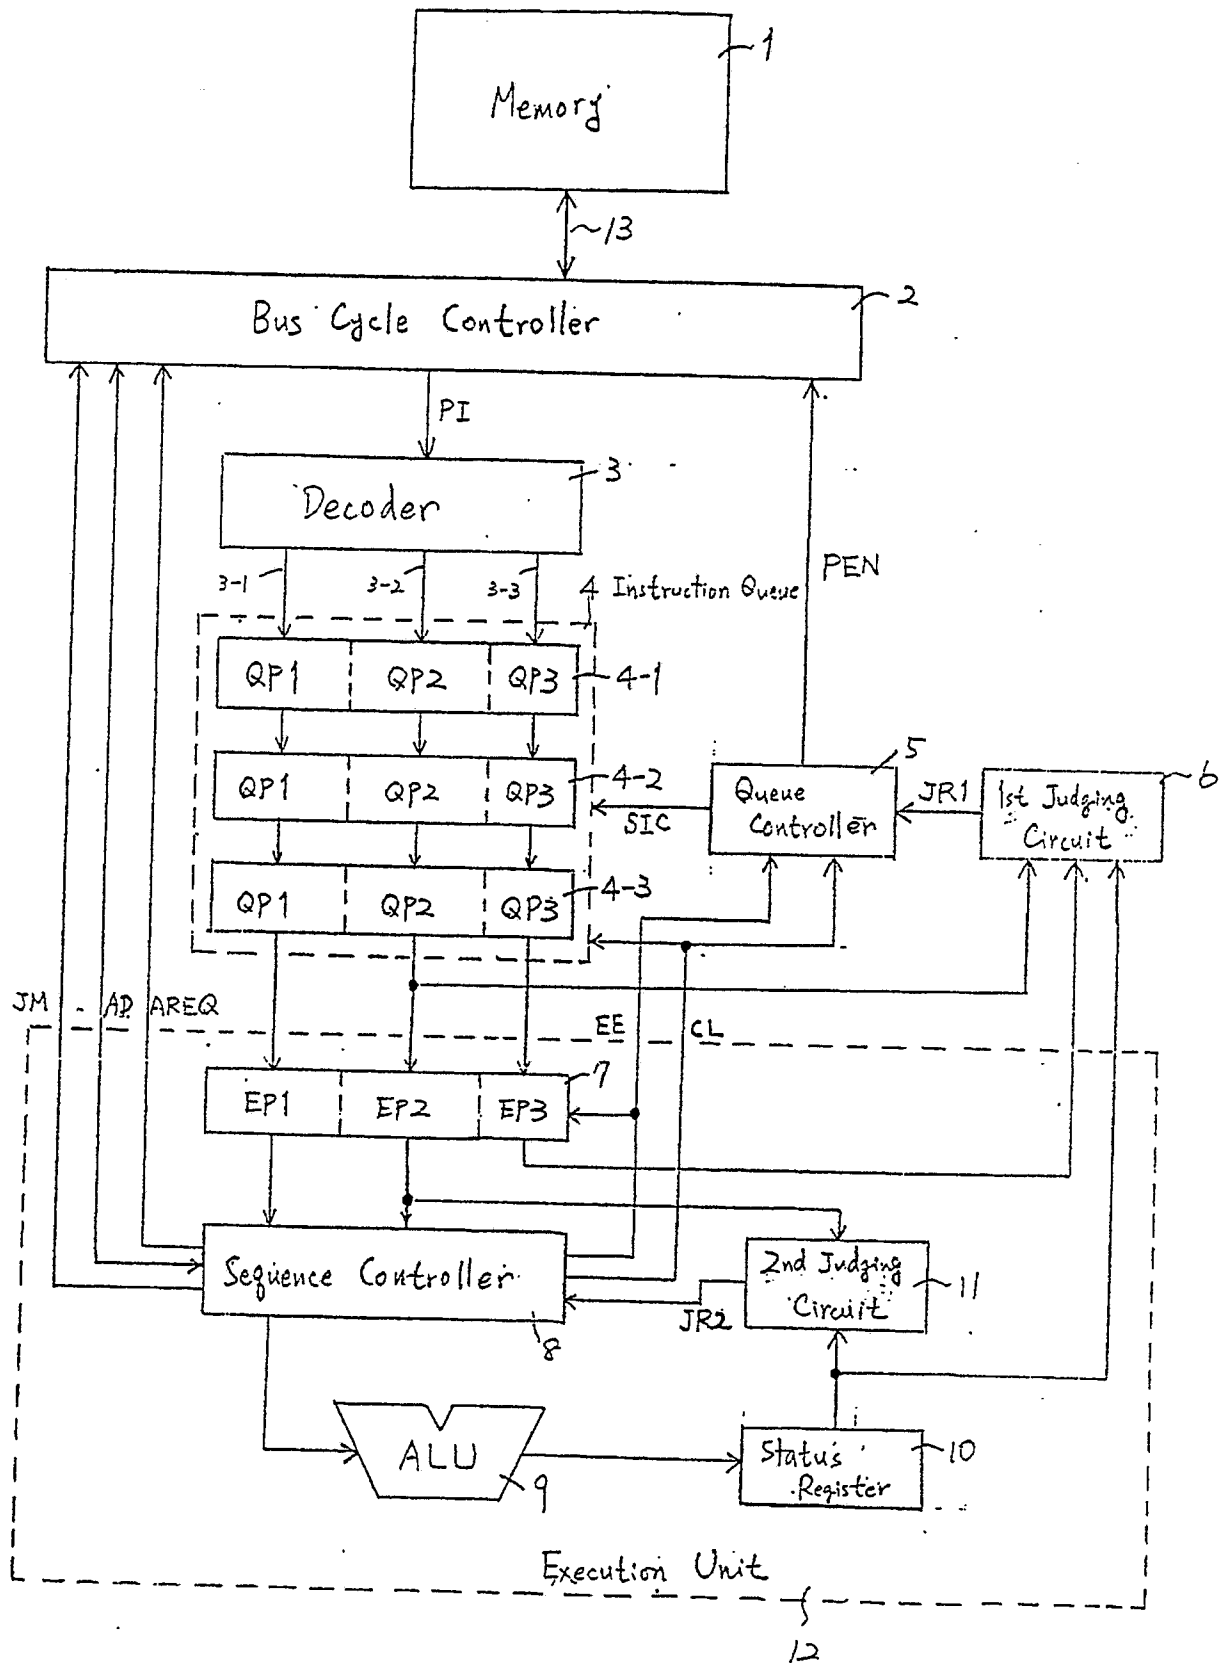 1
Memory
13
2
Bus Cycle Controller
PI
3
Decoder
3-1
3-2
3-3
4 Instruction Queue
PEN
QP1 QP2 QP3
4-1
5
6
QP1 QP2 QP3
4-2
SIC
Queue
Controller
JR1
1st Judging
Circuit
QP1 QP2 QP3
4-3
JM
AD
AREQ
EE
CL
7
EP1 EP2 EP3
Sequence Controller
8
2nd Judging
Circuit
11
JR2
ALU
9
Status
Register
10
Execution Unit
12